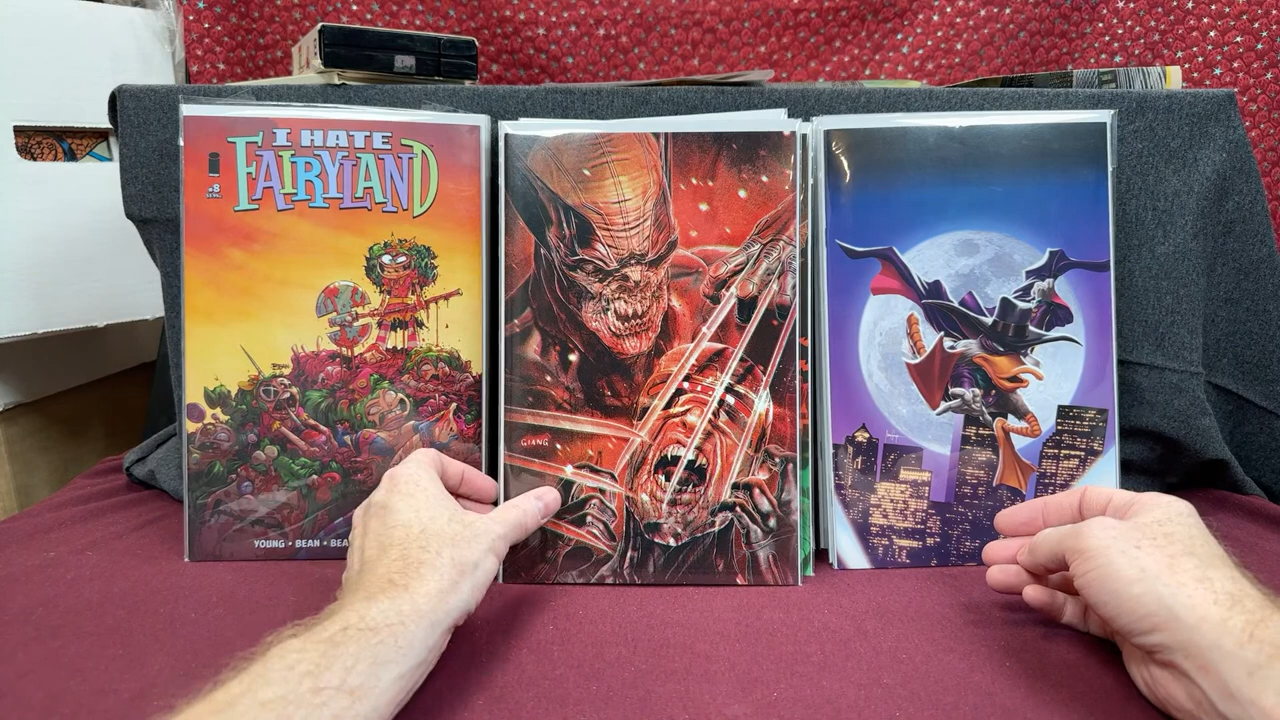 I HATE
FAIRYLAND
#8
YOUNG • BEAN • BEA
GIANG